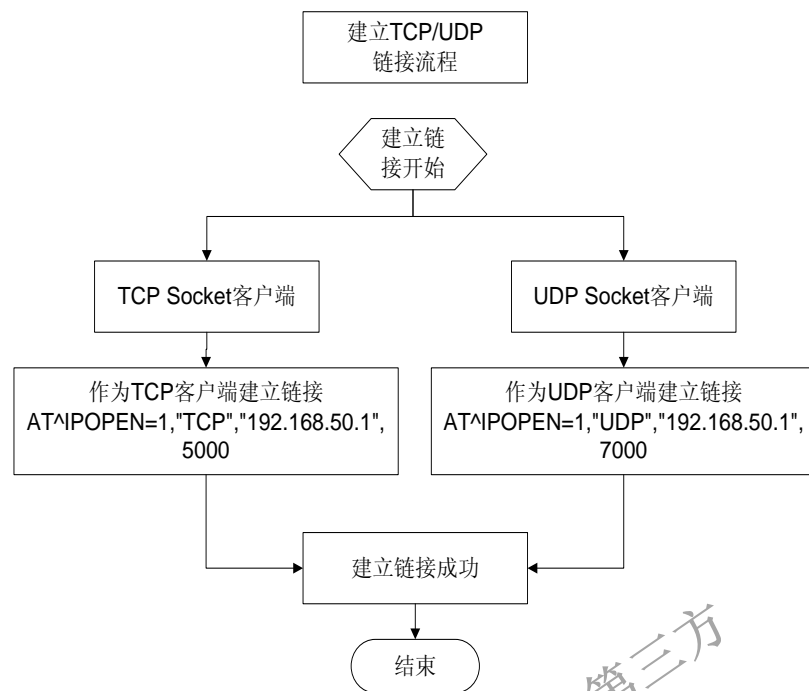 建立TCP/UDP
链接流程
建立链
接开始
TCP Socket客户端
UDP Socket客户端
作为TCP客户端建立链接
AT^IPOPEN=1,"TCP","192.168.50.1",
5000
作为UDP客户端建立链接
AT^IPOPEN=1,"UDP","192.168.50.1",
7000
建立链接成功
结束
第三方